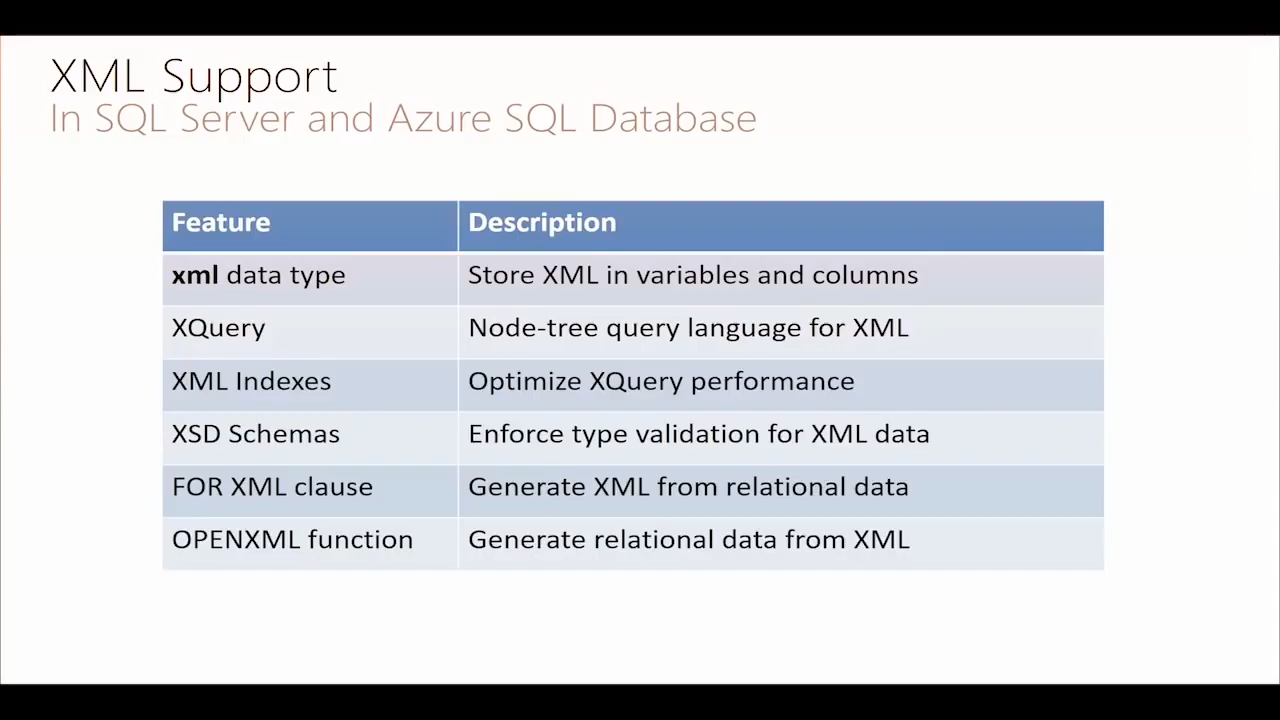 XML Support
In SQL Server and Azure SQL Database
Feature Description
xml data type Store XML in variables and columns
XQuery Node-tree query language for XML
XML Indexes Optimize XQuery performance
XSD Schemas Enforce type validation for XML data
FOR XML clause Generate XML from relational data
OPENXML function Generate relational data from XML